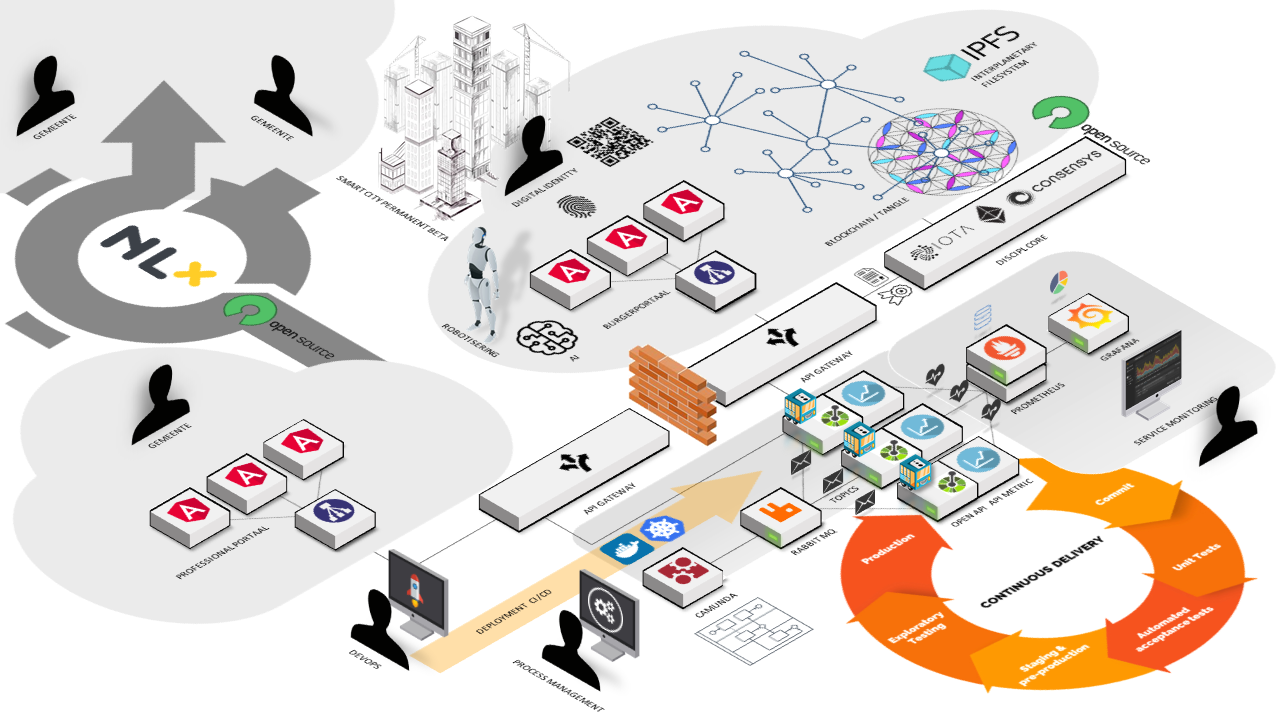 GEMEENTE
GEMEENTE
NL+
open source
SMART CITY PERMANENT BETA
DIGITAL IDENTITY
ROBOTISERING
AI
BURGERPORTAAL
BLOCKCHAIN / TANGLE
IPFS
INTERPLANETARY
FILESYSTEM
open source
IOTA
CONSENSYS
DISCIPL CORE
API GATEWAY
GRAFANA
PROMETHEUS
SERVICE MONITORING
GEMEENTE
PROFESSIONAL PORTAAL
API GATEWAY
TOPICS
OPEN API METRIC
RABBIT MQ
CAMUNDA
DEPLOYMENT CI/CD
DEVOPS
PROCESS MANAGEMENT
CONTINUOUS DELIVERY
Commit
Unit Tests
Automated
acceptance tests
Staging &
pre-production
Exploratory
Testing
Production